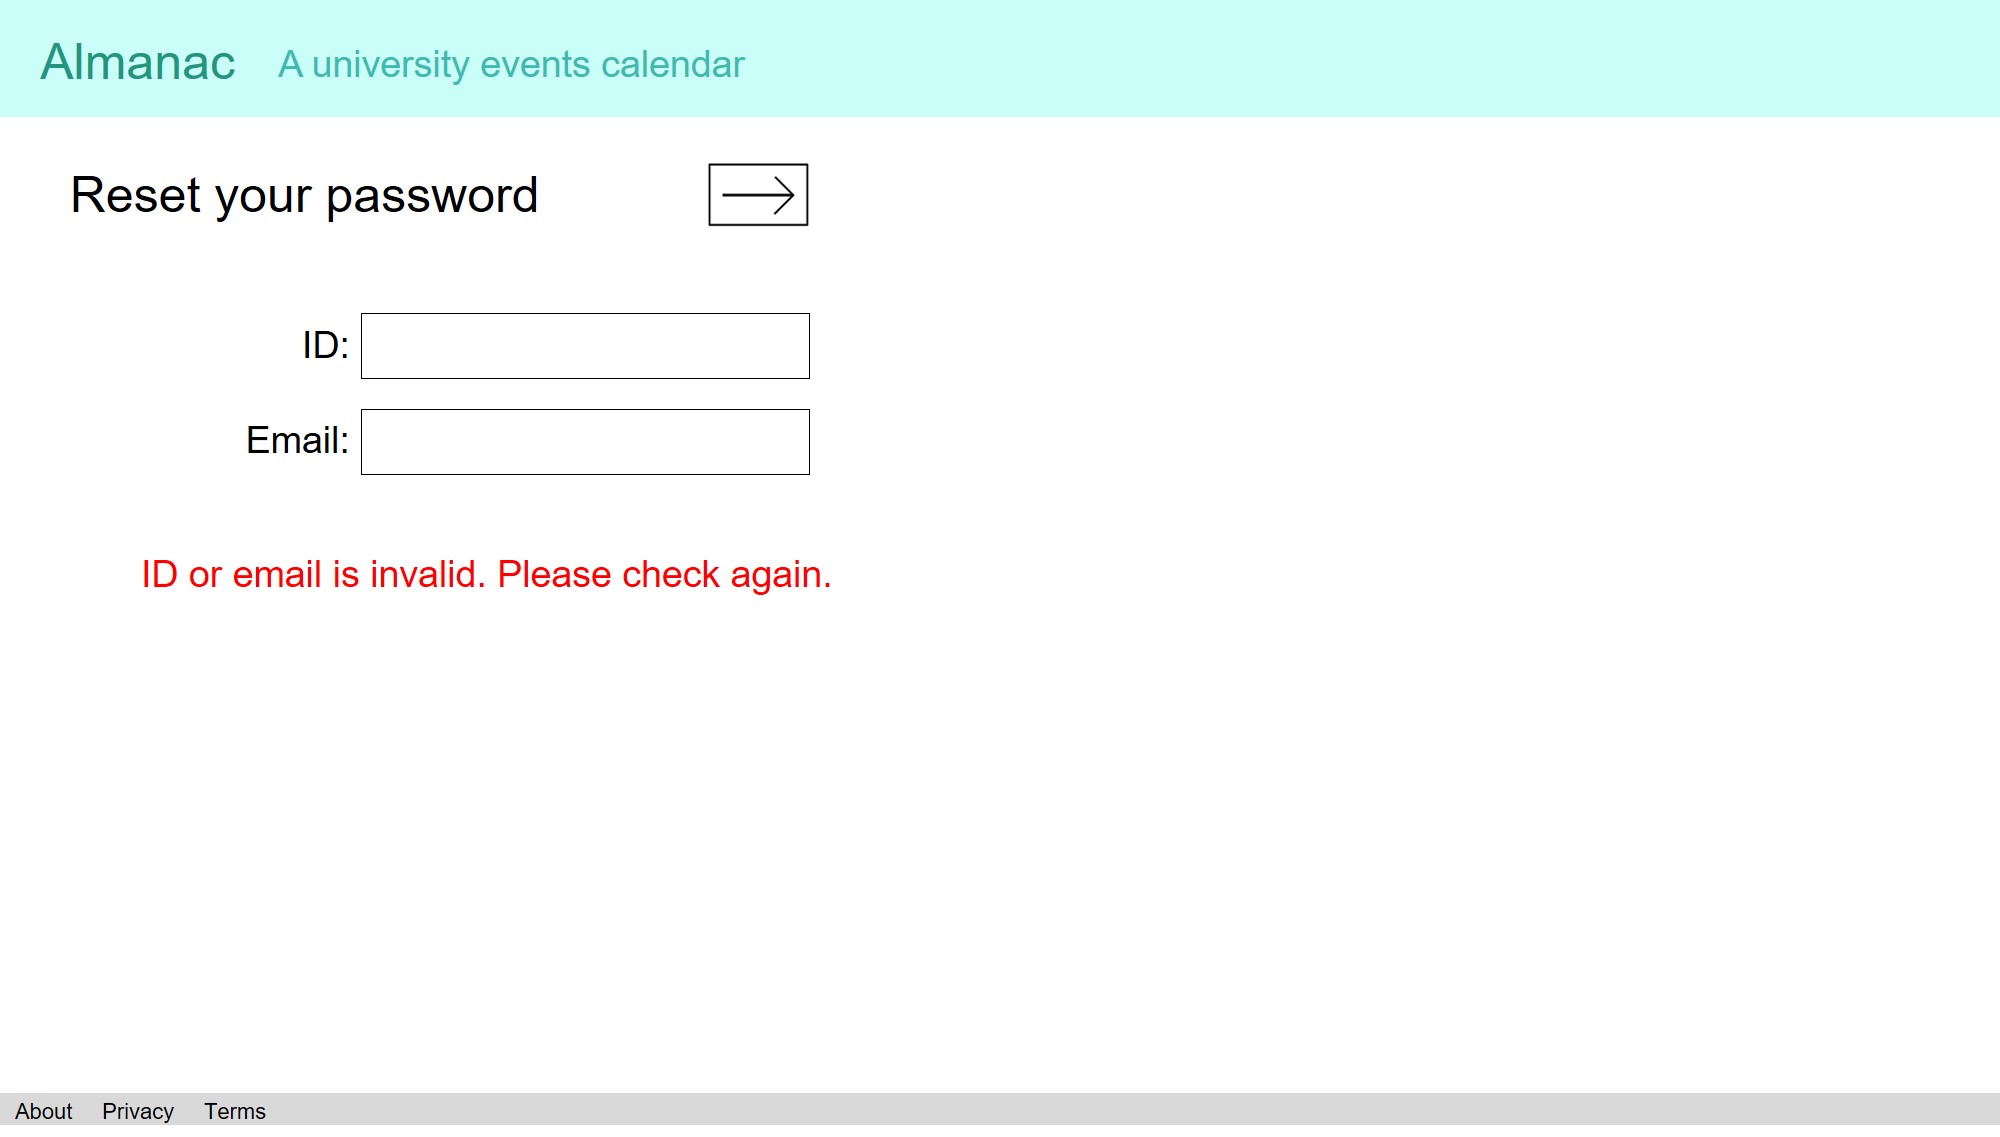 Almanac A university events calendar
Reset your password
ID:
Email:
ID or email is invalid. Please check again.
About Privacy Terms